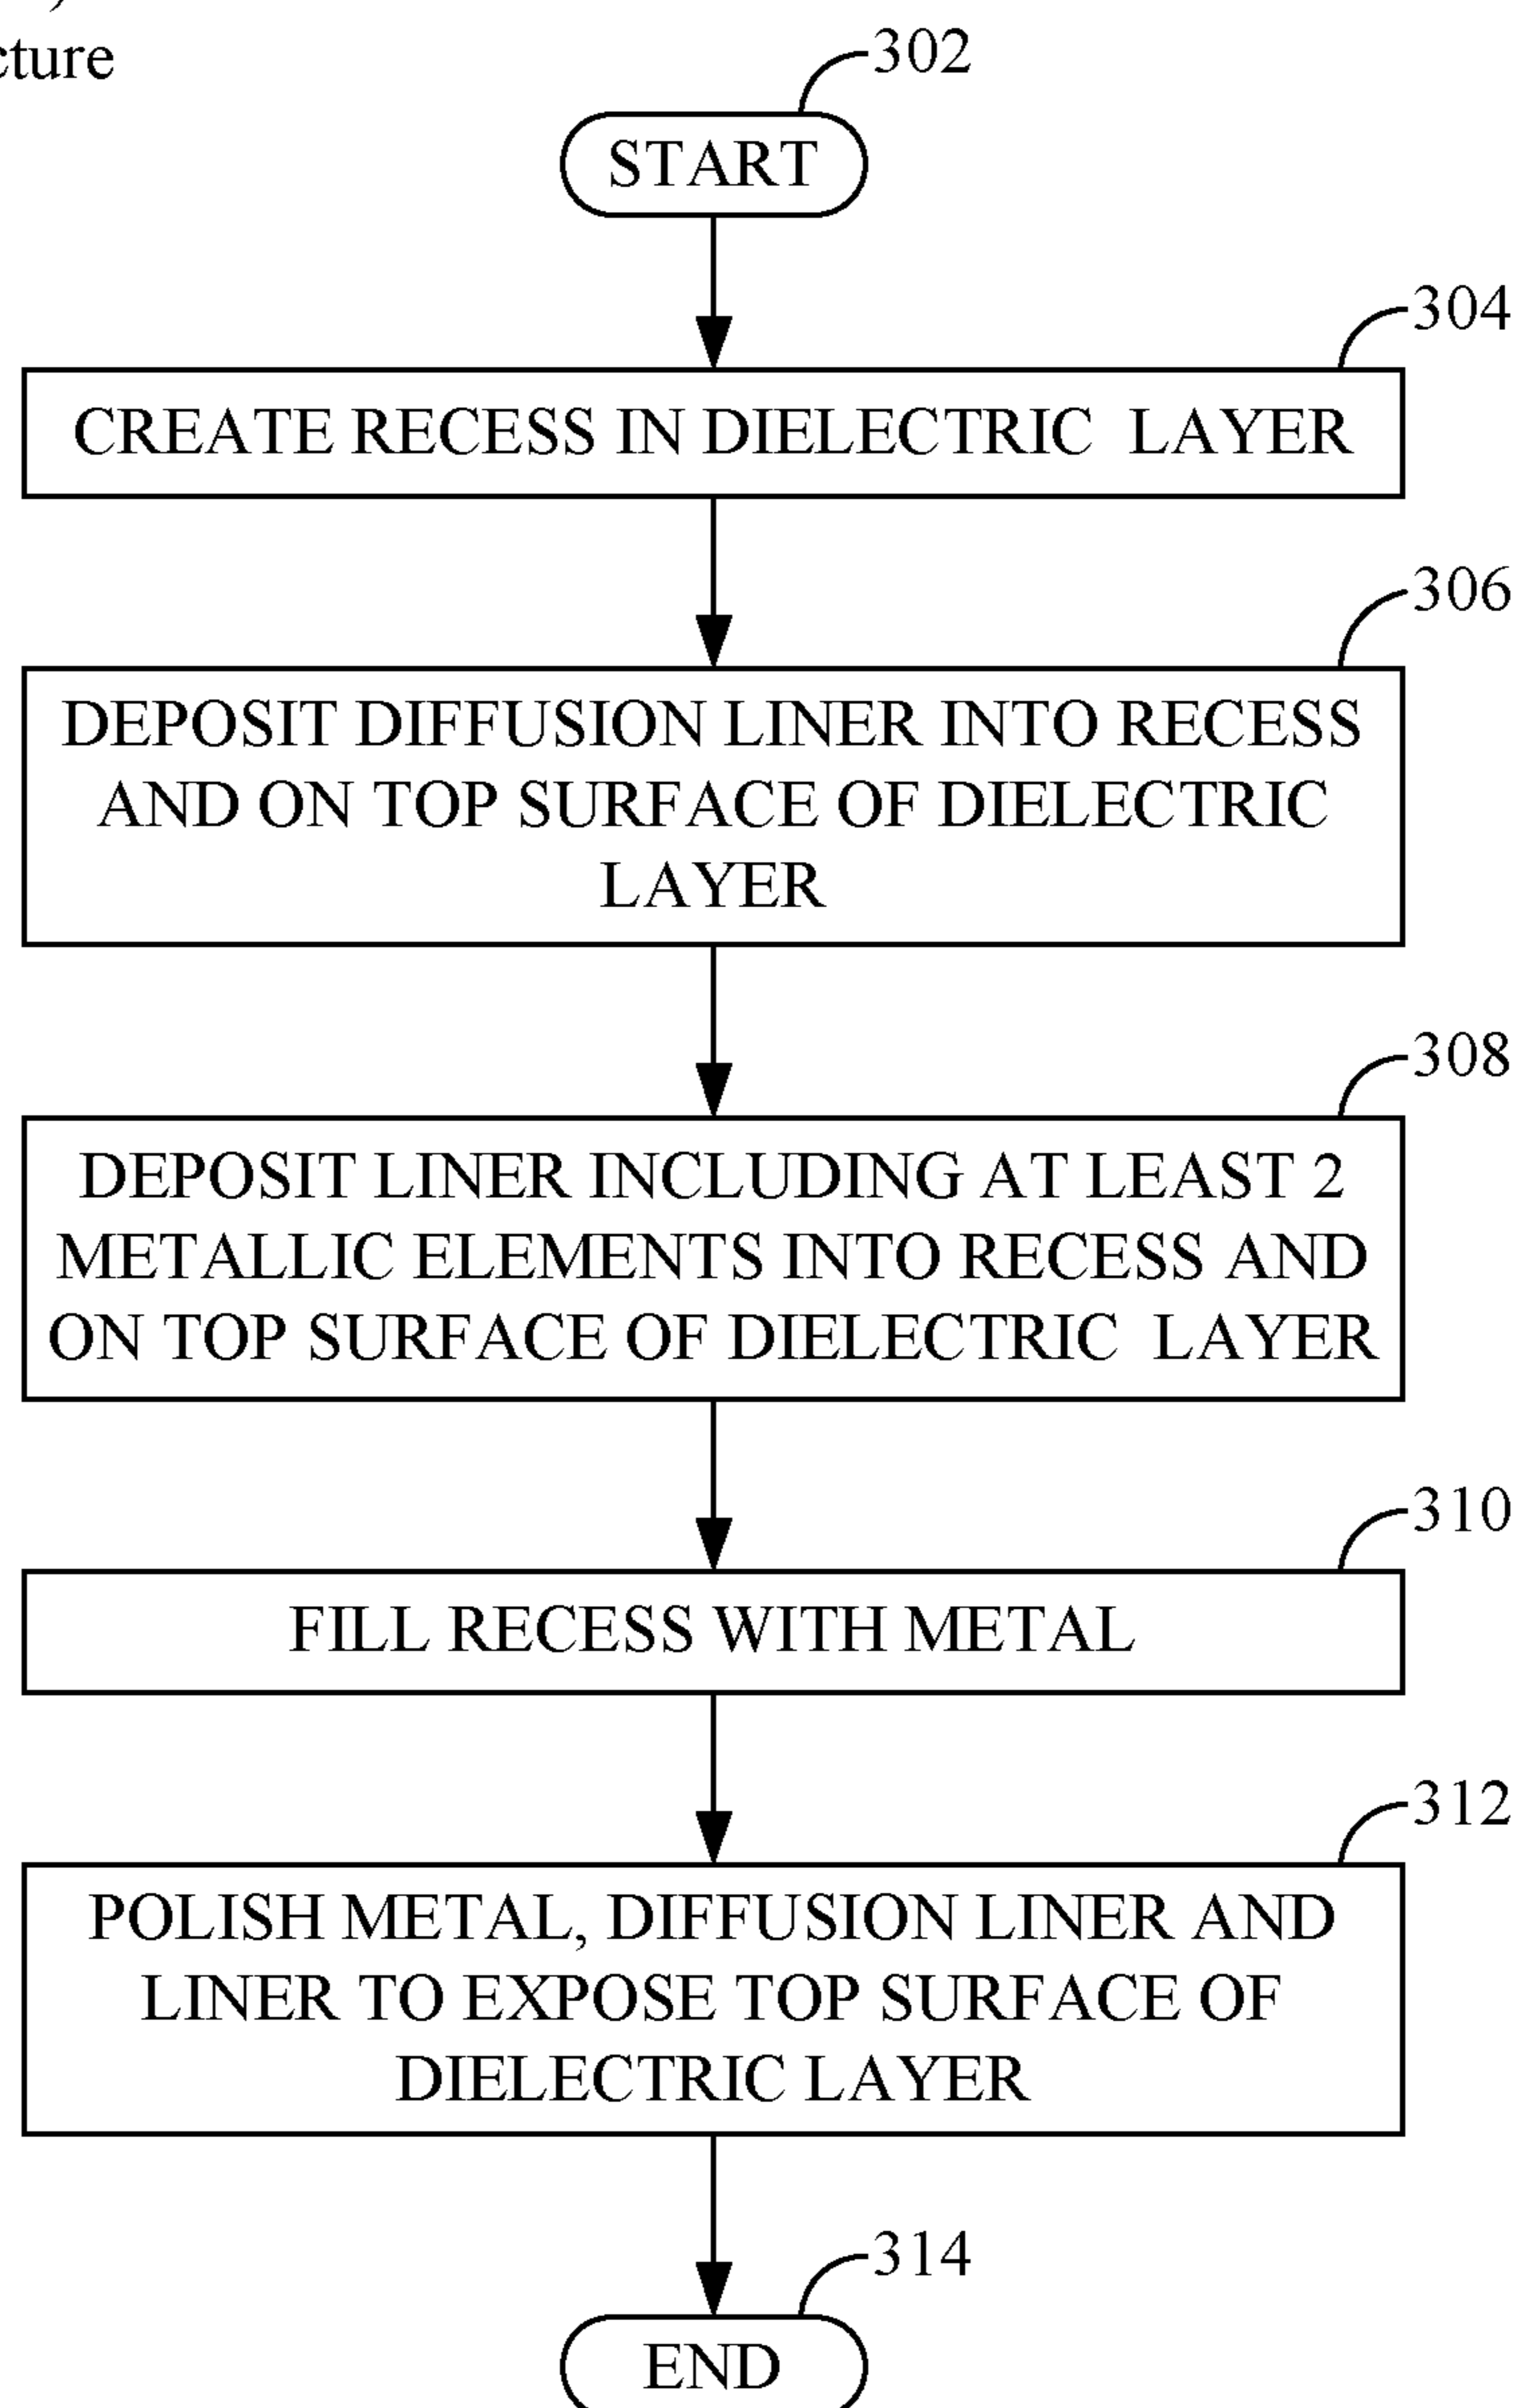 cture
302
START
304
CREATE RECESS IN DIELECTRIC LAYER
306
DEPOSIT DIFFUSION LINER INTO RECESS
AND ON TOP SURFACE OF DIELECTRIC
LAYER
308
DEPOSIT LINER INCLUDING AT LEAST 2
METALLIC ELEMENTS INTO RECESS AND
ON TOP SURFACE OF DIELECTRIC LAYER
310
FILL RECESS WITH METAL
312
POLISH METAL, DIFFUSION LINER AND
LINER TO EXPOSE TOP SURFACE OF
DIELECTRIC LAYER
314
END